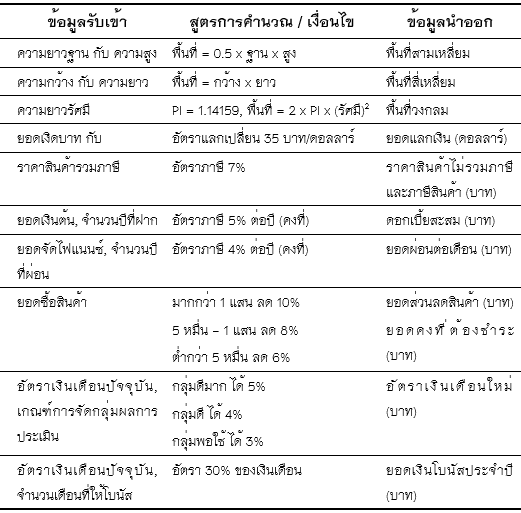 ข้อมูลรับเข้า สูตรการคำนวณ / เงื่อนไข ข้อมูลนำออก
ความยาวฐาน กับ ความสูง พื้นที่ = 0.5 x ฐาน x สูง พื้นที่สามเหลี่ยม
ความกว้าง กับ ความยาว พื้นที่ = กว้าง x ยาว พื้นที่สี่เหลี่ยม
ความยาวรัศมี PI = 1.14159, พื้นที่ = 2 x PI x (รัศมี)² พื้นที่วงกลม
ยอดเงิดบาท กับ อัตราแลกเปลี่ยน 35 บาท/ดอลลาร์ ยอดแลกเงิน (ดอลลาร์)
ราคาสินค้ารวมภาษี อัตราภาษี 7% ราคาสินค้าไม่รวมภาษี
และภาษีสินค้า (บาท)
ยอดเงินต้น, จำนวนปีที่ฝาก อัตราภาษี 5% ต่อปี (คงที่) ดอกเบี้ยสะสม (บาท)
ยอดจัดไฟแนนซ์, จำนวนปี อัตราภาษี 4% ต่อปี (คงที่) ยอดผ่อนต่อเดือน (บาท)
ที่ผ่อน
ยอดซื้อสินค้า มากกว่า 1 แสน ลด 10% ยอดส่วนลดสินค้า (บาท)
5 หมื่น – 1 แสน ลด 8% ยอดคงที่ต้องชำระ
ต่ำกว่า 5 หมื่น ลด 6% (บาท)
อัตราเงินเดือนปัจจุบัน, กลุ่มดีมาก ได้ 5% อัตราเงินเดือนใหม่
เกณฑ์การจัดกลุ่มผลการ กลุ่มดี ได้ 4% (บาท)
ประเมิน กลุ่มพอใช้ ได้ 3%
อัตราเงินเดือนปัจจุบัน, อัตรา 30% ของเงินเดือน ยอดเงินโบนัสประจำปี
จำนวนเดือนที่ให้โบนัส (บาท)